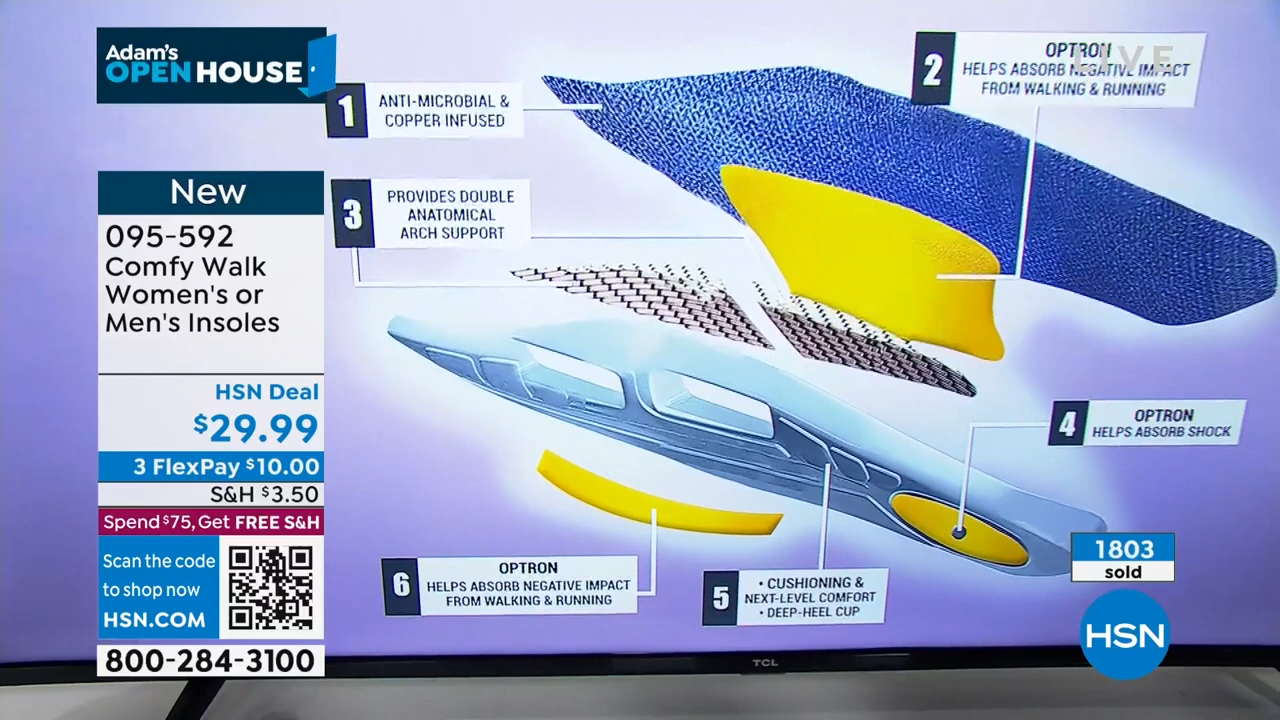 Adam's
OPEN HOUSE
New
095-592
Comfy Walk
Women's or
Men's Insoles
HSN Deal
$29.99
3 FlexPay $10.00
S&H $3.50
Spend $75, Get FREE S&H
Scan the code
to shop now
HSN.COM
800-284-3100
1
ANTI-MICROBIAL &
COPPER INFUSED
2
OPTRON
HELPS ABSORB NEGATIVE IMPACT
FROM WALKING & RUNNING
LIVE
3
PROVIDES DOUBLE
ANATOMICAL
ARCH SUPPORT
4
OPTRON
HELPS ABSORB SHOCK
6
OPTRON
HELPS ABSORB NEGATIVE IMPACT
FROM WALKING & RUNNING
5
• CUSHIONING &
NEXT-LEVEL COMFORT
• DEEP-HEEL CUP
1803
sold
HSN
TCL